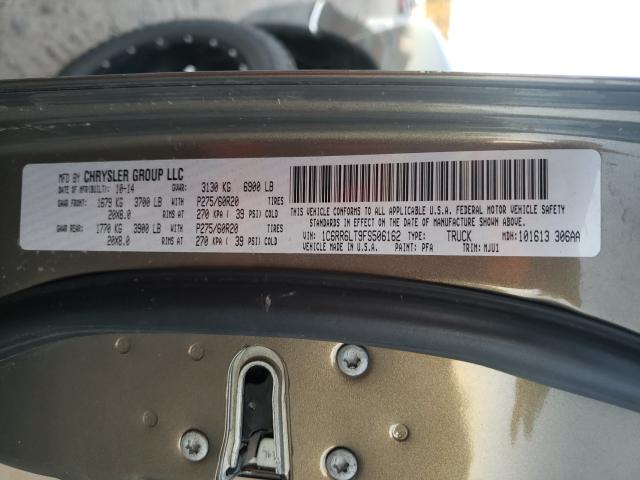 MFD BY CHRYSLER GROUP LLC
DATE OF MFR(BUILT): 10-14 GVWR: 3130 KG 6900 LB
GAWR FRONT: 1679 KG 3700 LB WITH P275/60R20 TIRES
20X8.0 RIMS AT 270 KPA ( 39 PSI) COLD
GAWR REAR: 1770 KG 3900 LB WITH P275/60R20 TIRES
20X8.0 RIMS AT 270 KPA ( 39 PSI) COLD
THIS VEHICLE CONFORMS TO ALL APPLICABLE U.S.A. FEDERAL MOTOR VEHICLE SAFETY
STANDARDS IN EFFECT ON THE DATE OF MANUFACTURE SHOWN ABOVE.
VIN: 1C6RR6LT9FS506162 TYPE: TRUCK MDH: 101613 306AA
VEHICLE MADE IN U.S.A. PAINT: PFA TRIM: MJU1